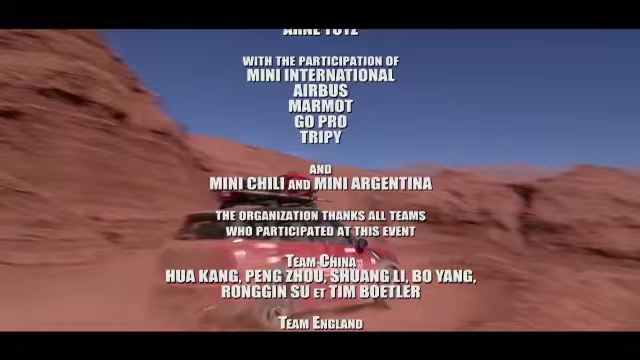 WITH THE PARTICIPATION OF
MINI INTERNATIONAL
AIRBUS
MARMOT
GO PRO
TRIPY
AND
MINI CHILI AND MINI ARGENTINA
THE ORGANIZATION THANKS ALL TEAMS
WHO PARTICIPATED AT THIS EVENT
TEAM CHINA
HUA KANG, PENG ZHOU, SHUANG LI, BO YANG,
RONGGIN SU ET TIM BOETLER
TEAM ENGLAND